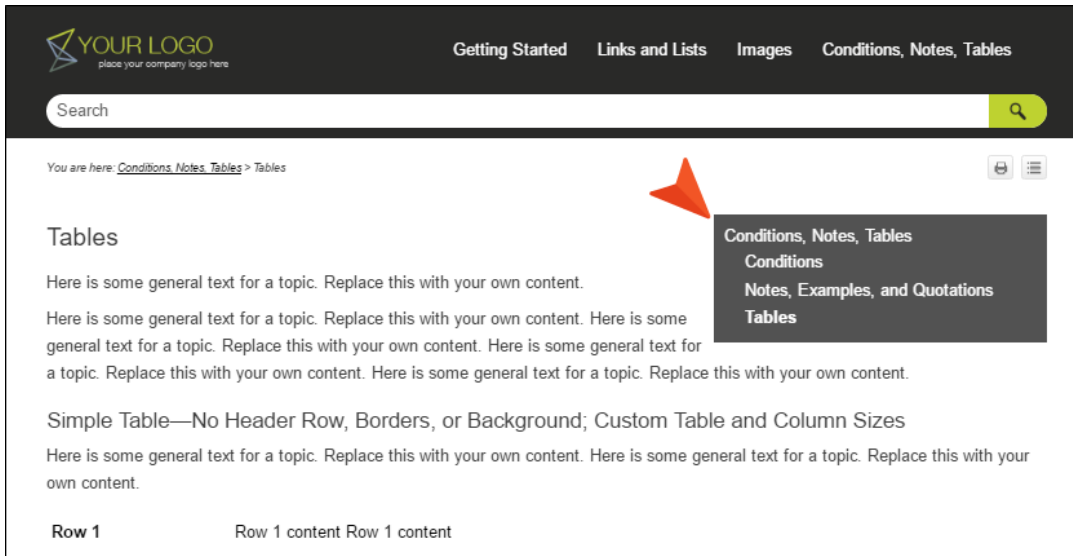 YOUR LOGO
place your company logo here
Getting Started Links and Lists Images Conditions, Notes, Tables
Search
You are here: Conditions, Notes, Tables > Tables
Tables
Here is some general text for a topic. Replace this with your own content.
Here is some general text for a topic. Replace this with your own content. Here is some
general text for a topic. Replace this with your own content. Here is some general text for
a topic. Replace this with your own content. Here is some general text for a topic. Replace this with your own content.
Conditions, Notes, Tables
Conditions
Notes, Examples, and Quotations
Tables
Simple Table—No Header Row, Borders, or Background; Custom Table and Column Sizes
Here is some general text for a topic. Replace this with your own content. Here is some general text for a topic. Replace this with your
own content.
Row 1 Row 1 content Row 1 content